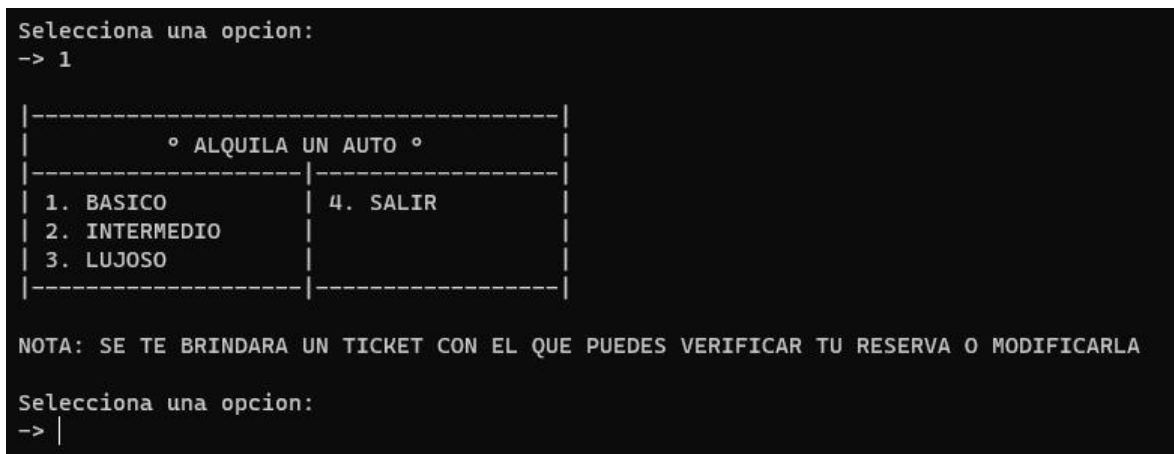 Selecciona una opcion:
-> 1
|---------------------------------------|
|          ° ALQUILA UN AUTO °          |
|--------------------|------------------|
| 1. BASICO          | 4. SALIR         |
| 2. INTERMEDIO      |                  |
| 3. LUJOSO          |                  |
|--------------------|------------------|
NOTA: SE TE BRINDARA UN TICKET CON EL QUE PUEDES VERIFICAR TU RESERVA O MODIFICARLA
Selecciona una opcion:
-> |